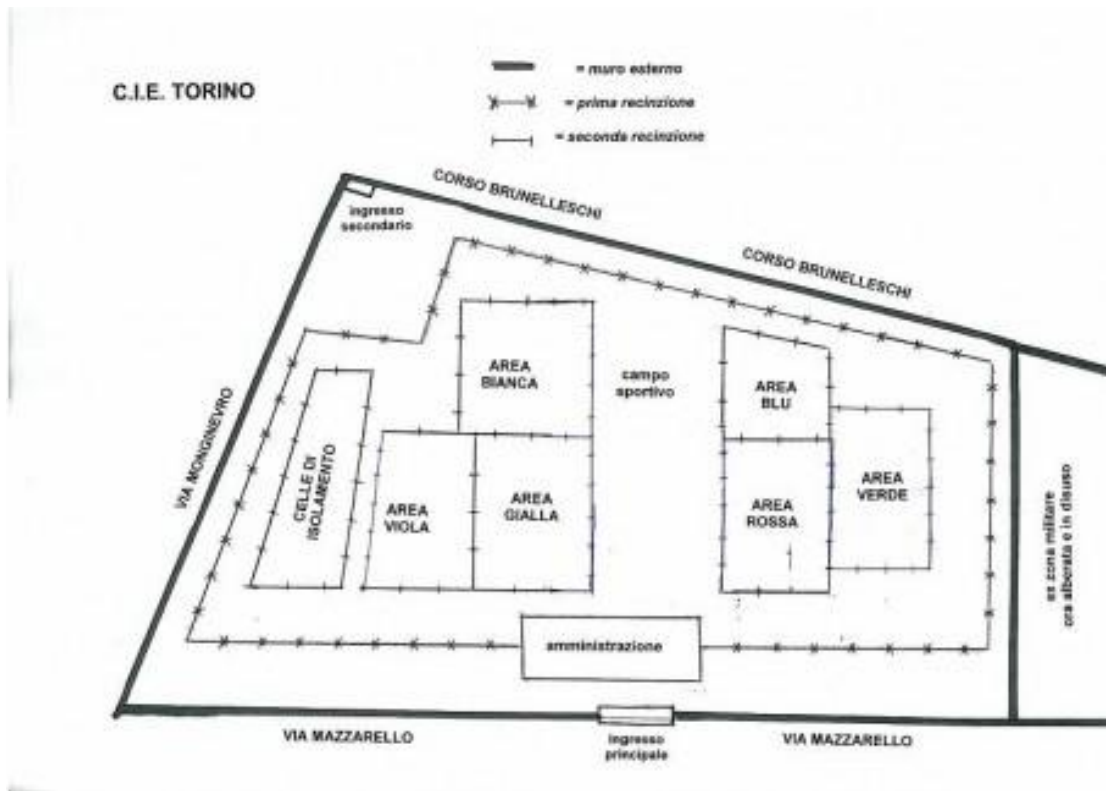 C.I.E. TORINO
= muro esterno
= prima recinzione
= seconda recinzione
CORSO BRUNELLESCHI
CORSO BRUNELLESCHI
ingresso
secondario
VIA MONGINEVRO
AREA
BIANCA
campo
sportivo
AREA
BLU
CELLE DI
ISOLAMENTO
AREA
VIOLA
AREA
GIALLA
AREA
ROSSA
AREA
VERDE
ex zona militare
ora alberata e in disuso
amministrazione
VIA MAZZARELLO
ingresso
principale
VIA MAZZARELLO